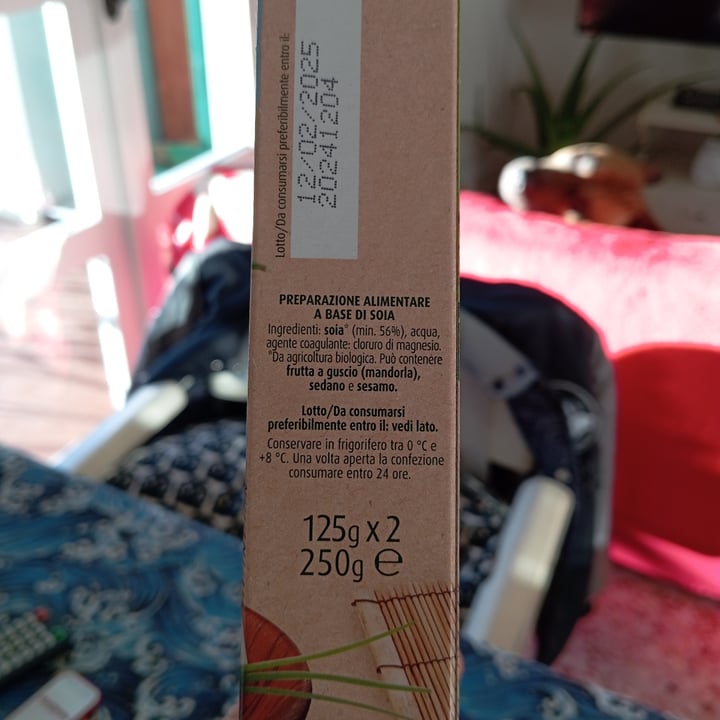 Lotto/Da consumarsi preferibilmente entro il:
12/02/2025
20241204
PREPARAZIONE ALIMENTARE
A BASE DI SOIA
Ingredienti: soia* (min. 56%), acqua,
agente coagulante: cloruro di magnesio.
*Da agricoltura biologica. Può contenere
frutta a guscio (mandorla),
sedano e sesamo.
Lotto/Da consumarsi
preferibilmente entro il: vedi lato.
Conservare in frigorifero tra 0 °C e
+8 °C. Una volta aperta la confezione
consumare entro 24 ore.
125g x 2
250g ℮